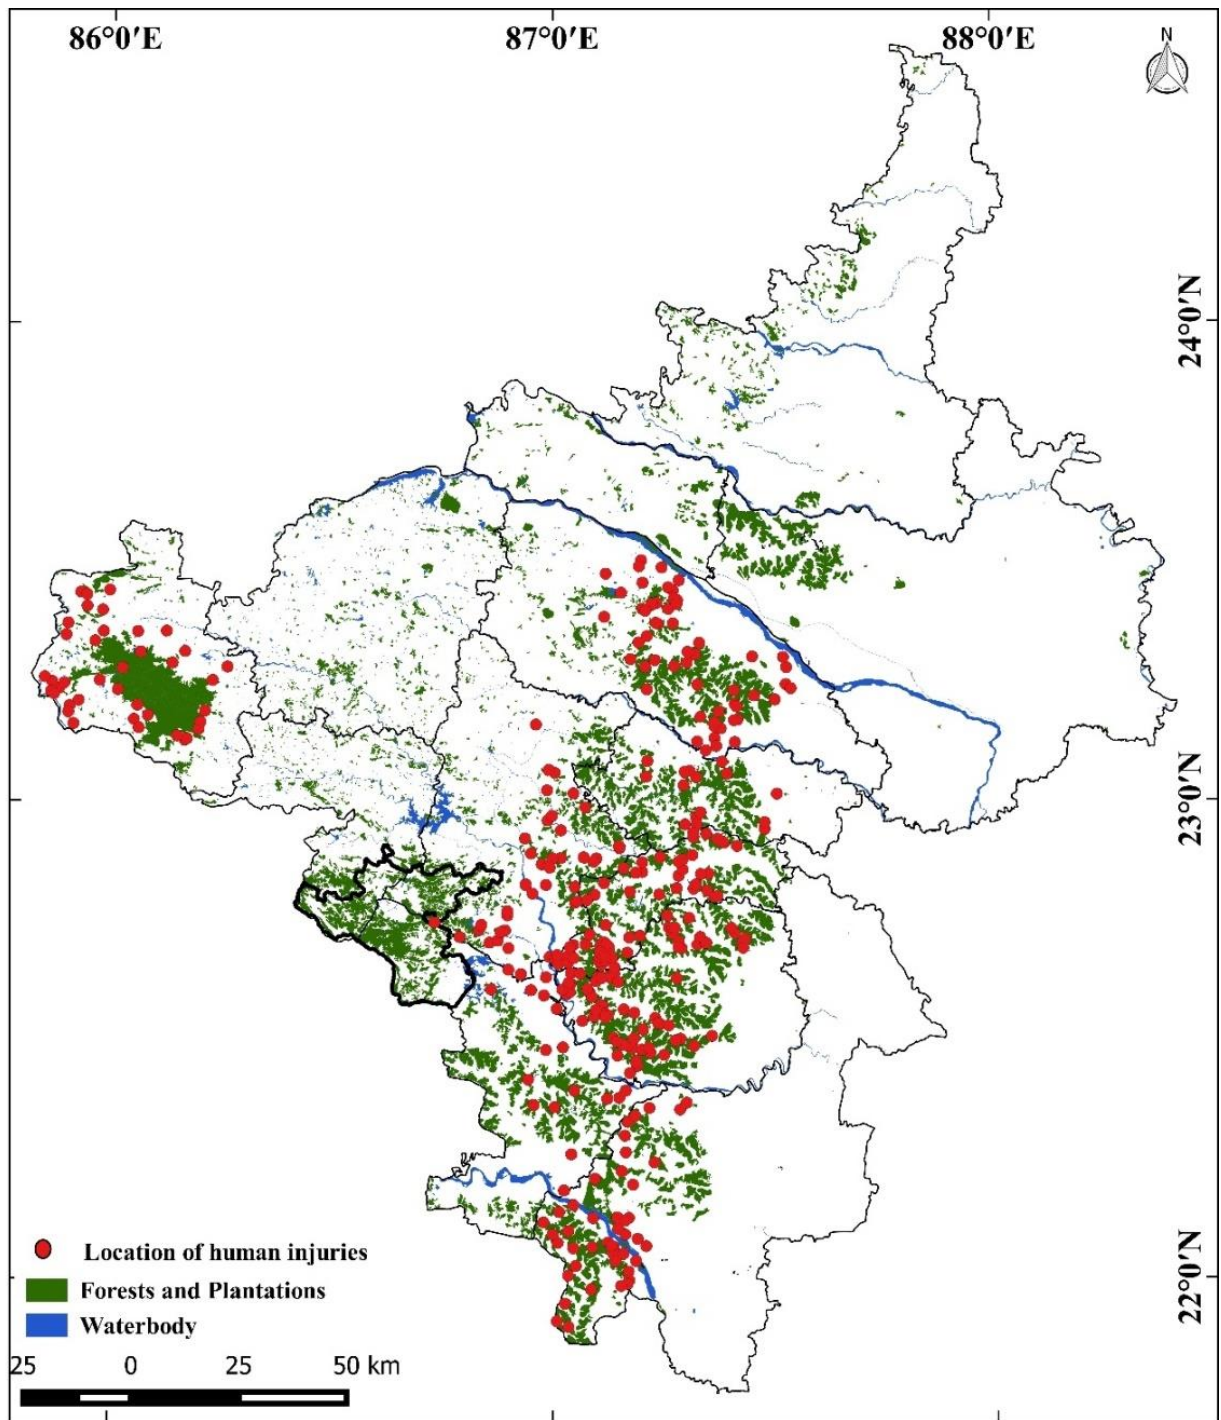 86°0′E 87°0′E 88°0′E
N
24°0′N
23°0′N
22°0′N
Location of human injuries
Forests and Plantations
Waterbody
25 0 25 50 km